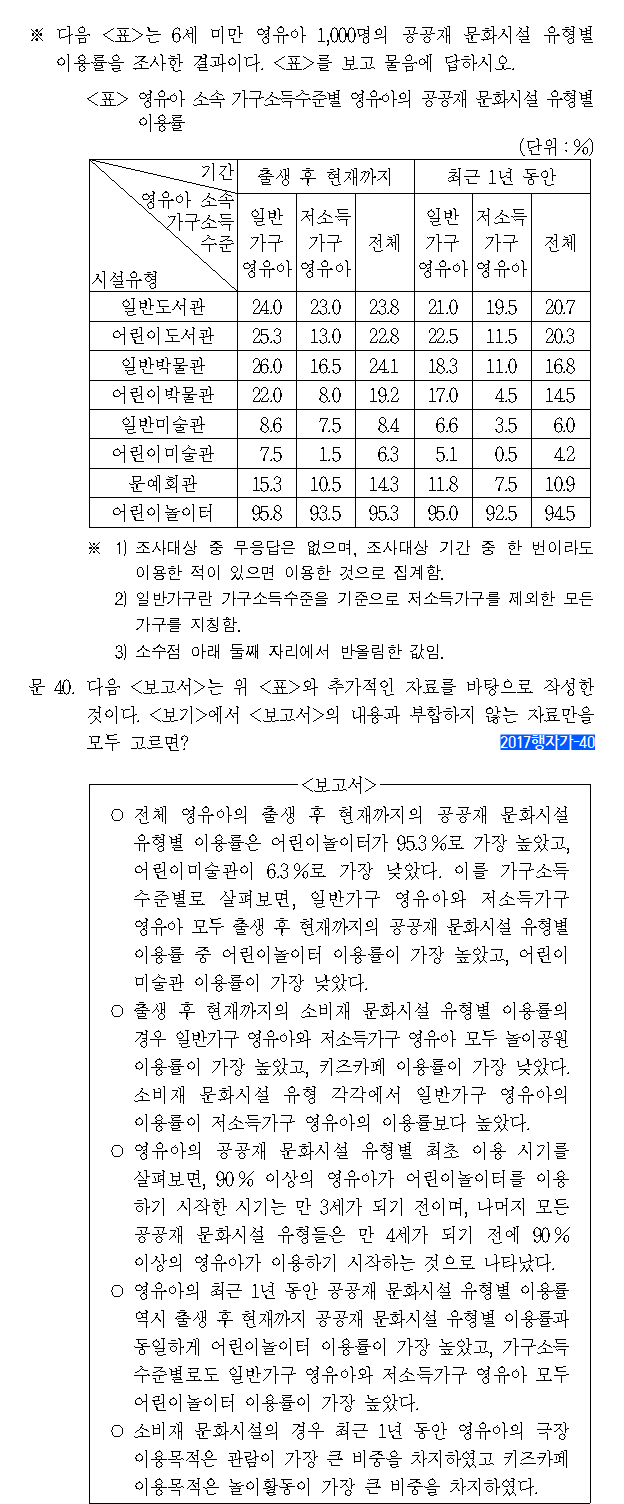 ※ 다음 <표>는 6세 미만 영유아 1,000명의 공공재 문화시설 유형별
이용률을 조사한 결과이다. <표>를 보고 물음에 답하시오.
<표> 영유아 소속 가구소득수준별 영유아의 공공재 문화시설 유형별
이용률
(단위 : %)
기간 출생 후 현재까지 최근 1년 동안
영유아 소속
가구소득
수준
시설유형
일반 저소득 일반 저소득
가구 가구 전체 가구 가구 전체
영유아 영유아 영유아 영유아
일반도서관 24.0 23.0 23.8 21.0 19.5 20.7
어린이도서관 25.3 13.0 22.8 22.5 11.5 20.3
일반박물관 26.0 16.5 24.1 18.3 11.0 16.8
어린이박물관 22.0 8.0 19.2 17.0 4.5 14.5
일반미술관 8.6 7.5 8.4 6.6 3.5 6.0
어린이미술관 7.5 1.5 6.3 5.1 0.5 4.2
문예회관 15.3 10.5 14.3 11.8 7.5 10.9
어린이놀이터 95.8 93.5 95.3 95.0 92.5 94.5
※ 1) 조사대상 중 무응답은 없으며, 조사대상 기간 중 한 번이라도
이용한 적이 있으면 이용한 것으로 집계함.
2) 일반가구란 가구소득수준을 기준으로 저소득가구를 제외한 모든
가구를 지칭함.
3) 소수점 아래 둘째 자리에서 반올림한 값임.
문 40. 다음 <보고서>는 위 <표>와 추가적인 자료를 바탕으로 작성한
것이다. <보기>에서 <보고서>의 내용과 부합하지 않는 자료만을
모두 고르면? 2017행자가-40
<보고서>
○ 전체 영유아의 출생 후 현재까지의 공공재 문화시설
유형별 이용률은 어린이놀이터가 95.3 %로 가장 높았고,
어린이미술관이 6.3 %로 가장 낮았다. 이를 가구소득
수준별로 살펴보면, 일반가구 영유아와 저소득가구
영유아 모두 출생 후 현재까지의 공공재 문화시설 유형별
이용률 중 어린이놀이터 이용률이 가장 높았고, 어린이
미술관 이용률이 가장 낮았다.
○ 출생 후 현재까지의 소비재 문화시설 유형별 이용률의
경우 일반가구 영유아와 저소득가구 영유아 모두 놀이공원
이용률이 가장 높았고, 키즈카페 이용률이 가장 낮았다.
소비재 문화시설 유형 각각에서 일반가구 영유아의
이용률이 저소득가구 영유아의 이용률보다 높았다.
○ 영유아의 공공재 문화시설 유형별 최초 이용 시기를
살펴보면, 90 % 이상의 영유아가 어린이놀이터를 이용
하기 시작한 시기는 만 3세가 되기 전이며, 나머지 모든
공공재 문화시설 유형들은 만 4세가 되기 전에 90 %
이상의 영유아가 이용하기 시작하는 것으로 나타났다.
○ 영유아의 최근 1년 동안 공공재 문화시설 유형별 이용률
역시 출생 후 현재까지 공공재 문화시설 유형별 이용률과
동일하게 어린이놀이터 이용률이 가장 높았고, 가구소득
수준별로도 일반가구 영유아와 저소득가구 영유아 모두
어린이놀이터 이용률이 가장 높았다.
○ 소비재 문화시설의 경우 최근 1년 동안 영유아의 극장
이용목적은 관람이 가장 큰 비중을 차지하였고 키즈카페
이용목적은 놀이활동이 가장 큰 비중을 차지하였다.